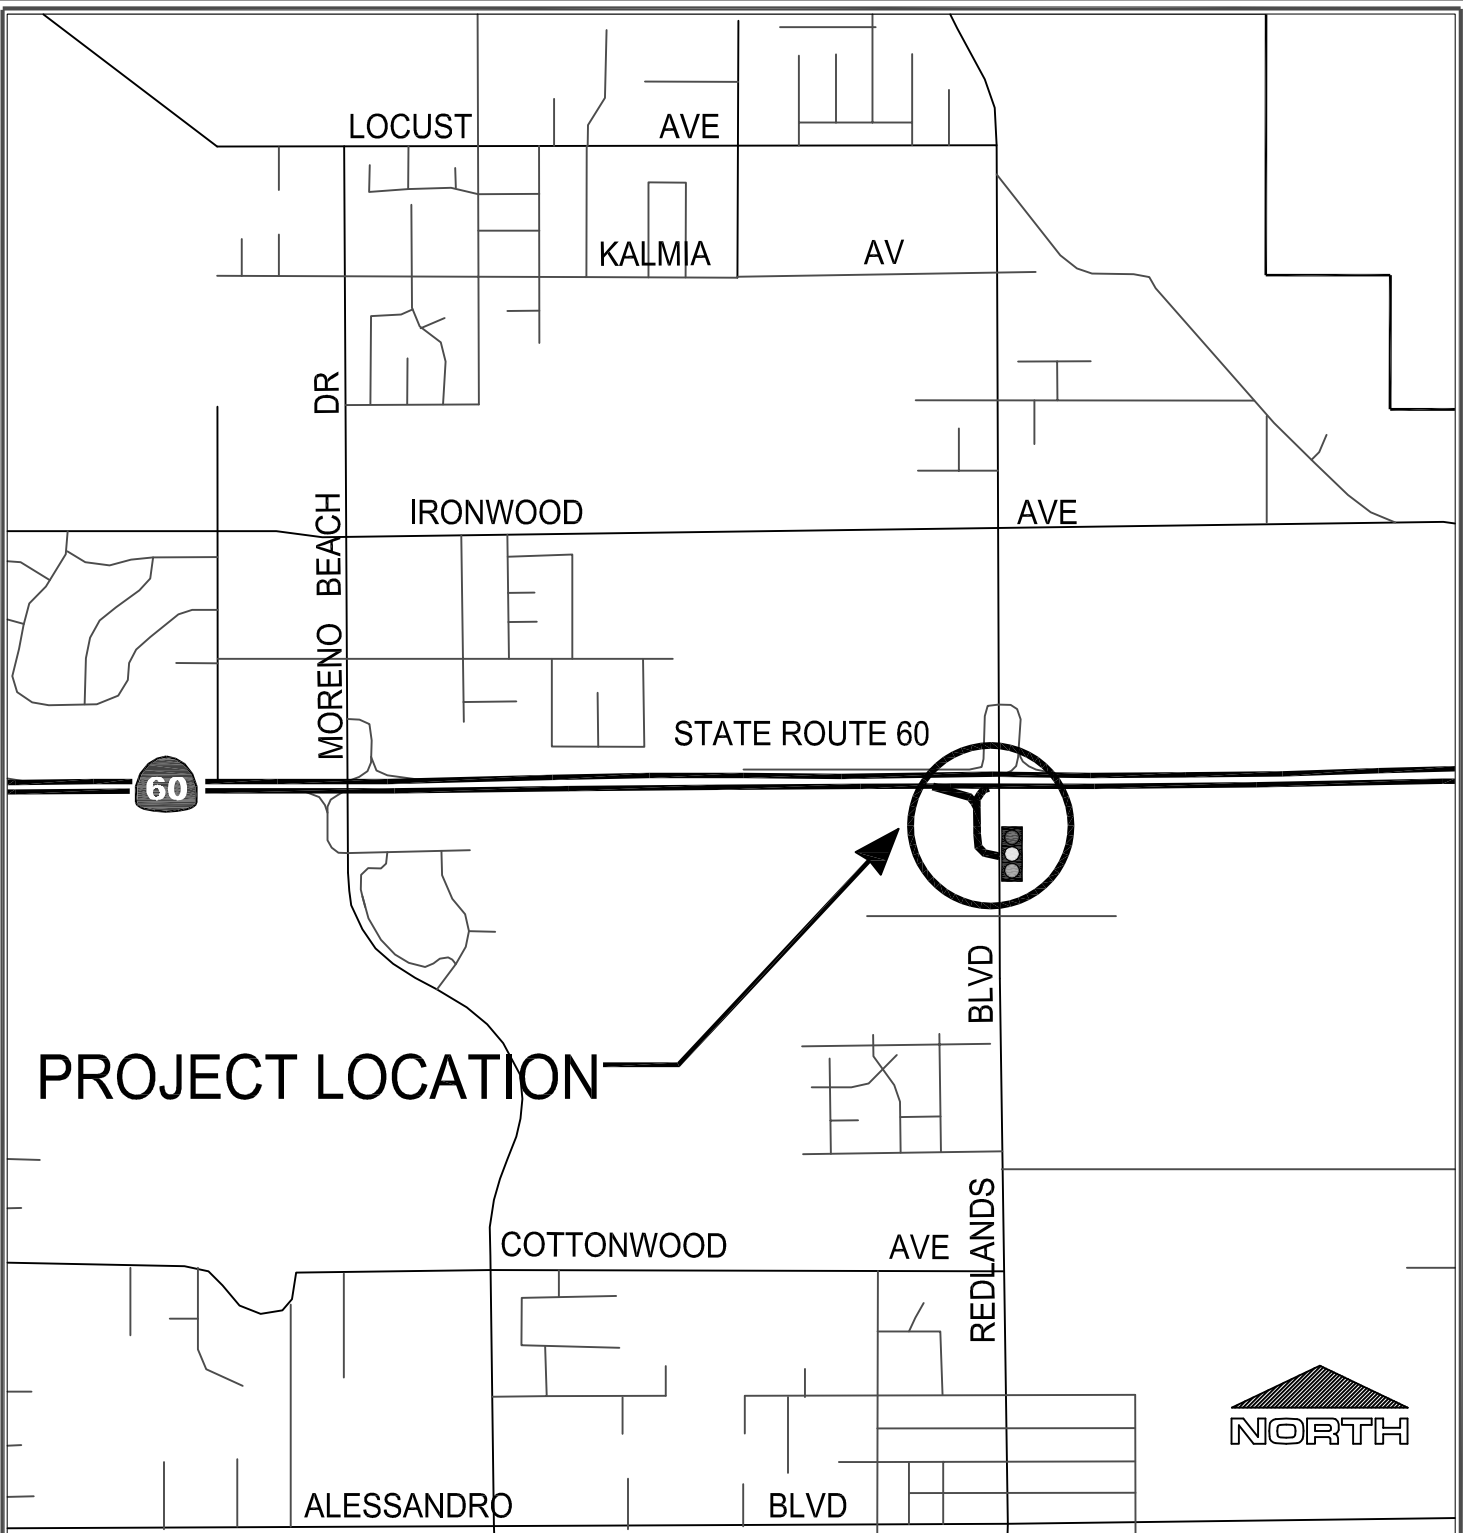 LOCUST AVE
KALMIA AV
MORENO BEACH DR
IRONWOOD AVE
STATE ROUTE 60
60
PROJECT LOCATION
REDLANDS BLVD
COTTONWOOD AVE
NORTH
ALESSANDRO BLVD